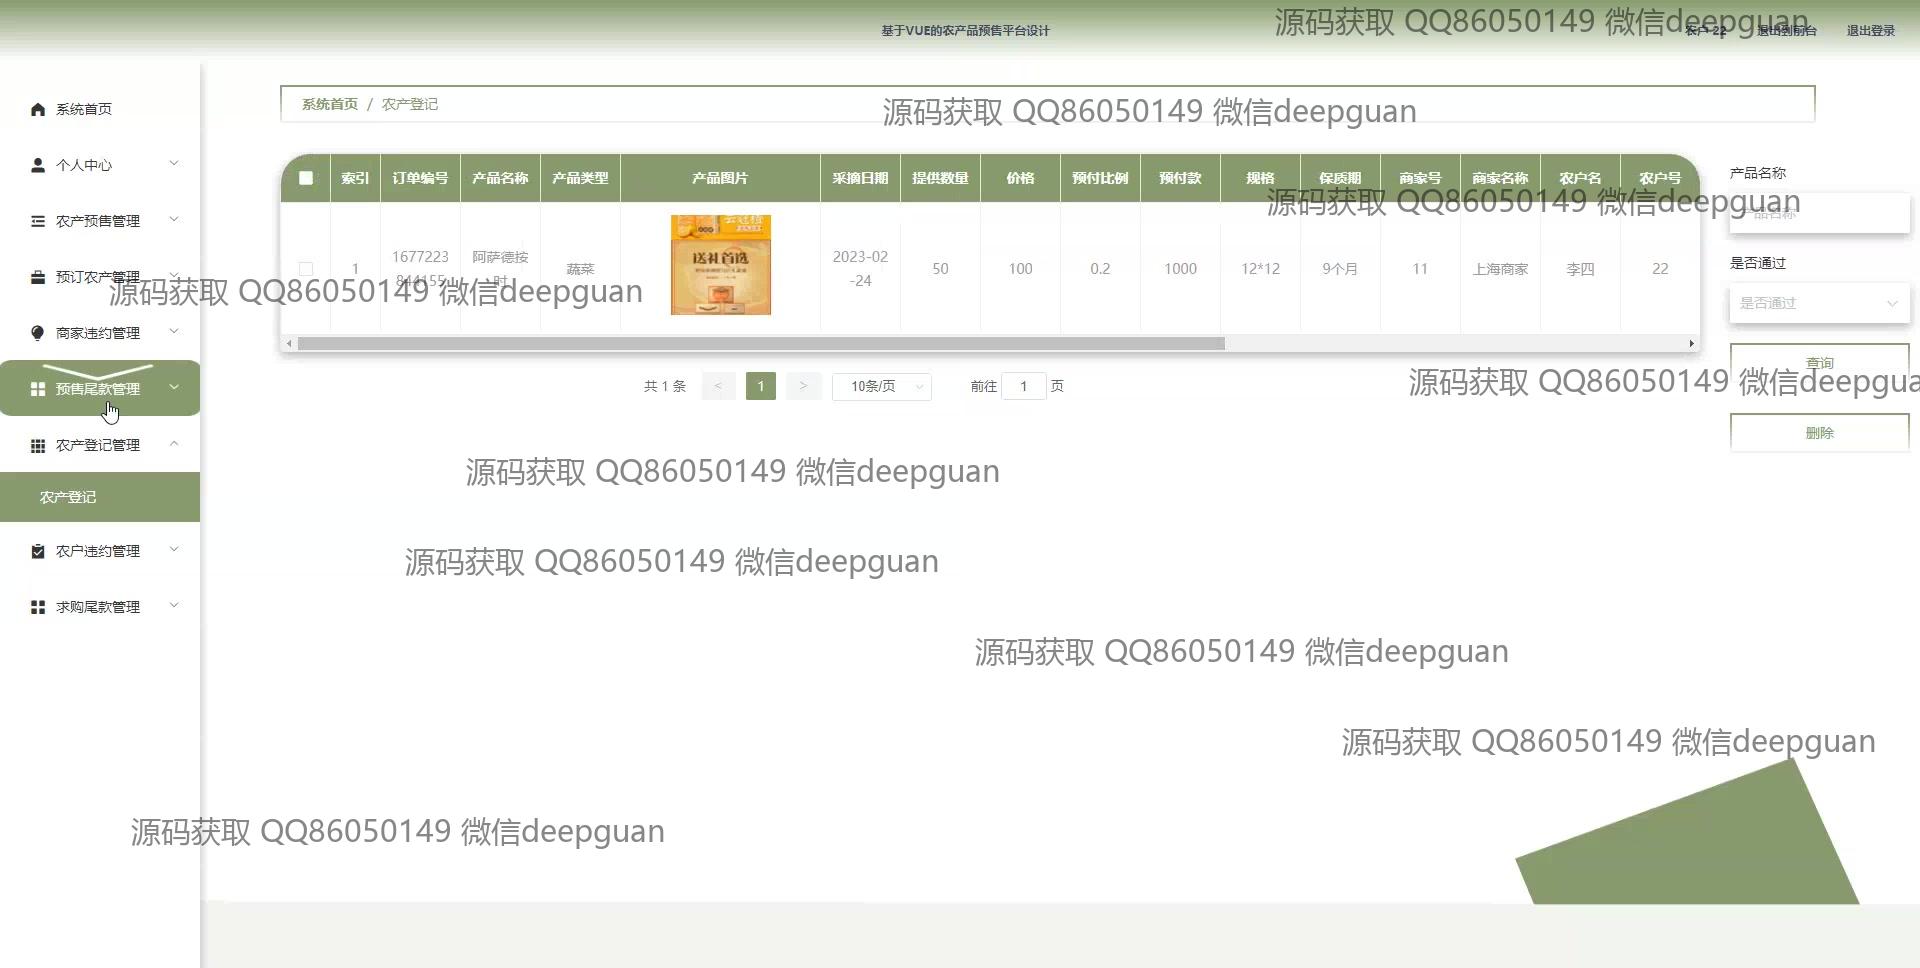 基于VUE的农产品预售平台设计
源码获取 QQ86050149 微信deepguan
农户 22
退出到前台
退出登录
系统首页
个人中心
农产预售管理
预订农产管理
商家违约管理
预售尾款管理
农产登记管理
农产登记
农户违约管理
求购尾款管理
系统首页 / 农产登记
源码获取 QQ86050149 微信deepguan
索引 订单编号 产品名称 产品类型 产品图片 采摘日期 提供数量 价格 预付比例 预付款 规格 保质期 商家号 商家名称 农户名 农户号
源码获取 QQ86050149 微信deepguan
1 1677223844155 阿萨德按时 蔬菜 送礼首选 2023-02-24 50 100 0.2 1000 12*12 9个月 11 上海商家 李四 22
源码获取 QQ86050149 微信deepguan
产品名称
产品名称
是否通过
是否通过
查询
源码获取 QQ86050149 微信deepgua
删除
共 1 条 < 1 > 10条/页 前往 1 页
源码获取 QQ86050149 微信deepguan
源码获取 QQ86050149 微信deepguan
源码获取 QQ86050149 微信deepguan
源码获取 QQ86050149 微信deepguan
源码获取 QQ86050149 微信deepguan